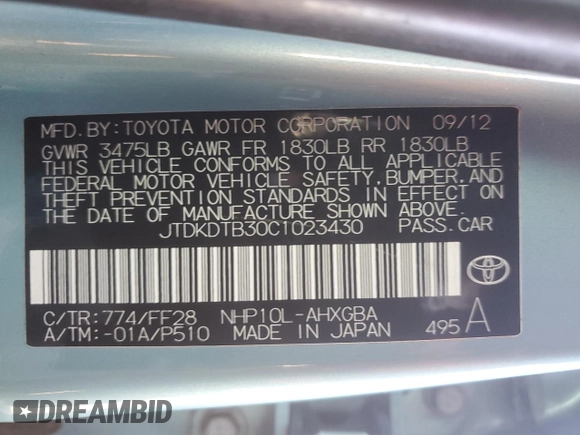 MFD.BY:TOYOTA MOTOR CORPORATION 09/12
GVWR 3475LB GAWR FR 1830LB RR 1830LB
THIS VEHICLE CONFORMS TO ALL APPLICABLE
FEDERAL MOTOR VEHICLE SAFETY,BUMPER,AND
THEFT PREVENTION STANDARDS IN EFFECT ON
THE DATE OF MANUFACTURE SHOWN ABOVE.
JTDKDTB30C1023430 PASS.CAR
C/TR:774/FF28 NHP10L-AHXGBA
A/TM:-01A/P510 MADE IN JAPAN 495 A
DREAMBID